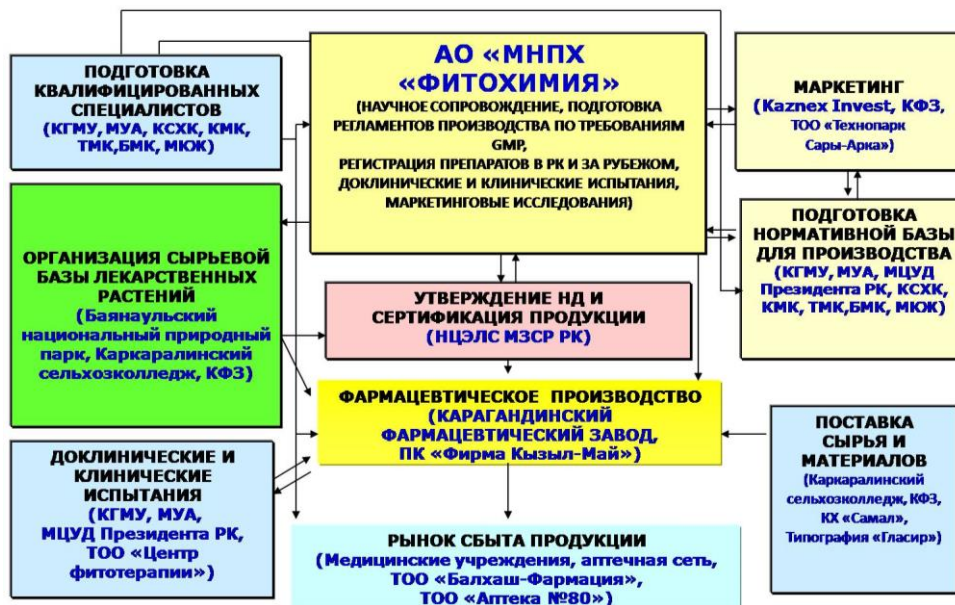 ПОДГОТОВКА
КВАЛИФИЦИРОВАННЫХ
СПЕЦИАЛИСТОВ
(КГМУ, МУА, КСХК, КМК,
ТМК,БМК, МКЖ)
АО «МНПХ
«ФИТОХИМИЯ»
(НАУЧНОЕ СОПРОВОЖДЕНИЕ, ПОДГОТОВКА
РЕГЛАМЕНТОВ ПРОИЗВОДСТВА ПО ТРЕБОВАНИЯМ
GMP,
РЕГИСТРАЦИЯ ПРЕПАРАТОВ В РК И ЗА РУБЕЖОМ,
ДОКЛИНИЧЕСКИЕ И КЛИНИЧЕСКИЕ ИСПЫТАНИЯ,
МАРКЕТИНГОВЫЕ ИССЛЕДОВАНИЯ)
МАРКЕТИНГ
(Kaznex Invest, КФЗ,
ТОО «Технопарк
Сары-Арка»)
ОРГАНИЗАЦИЯ СЫРЬЕВОЙ
БАЗЫ ЛЕКАРСТВЕННЫХ
РАСТЕНИЙ
(Баянаульский
национальный природный
парк, Каркаралинский
сельхозколледж, КФЗ)
ПОДГОТОВКА
НОРМАТИВНОЙ БАЗЫ
ДЛЯ ПРОИЗВОДСТВА
(КГМУ, МУА, МЦУД
Президента РК, КСХК,
КМК, ТМК,БМК, МКЖ)
УТВЕРЖДЕНИЕ НД И
СЕРТИФИКАЦИЯ ПРОДУКЦИИ
(НЦЭЛС МЗСР РК)
ФАРМАЦЕВТИЧЕСКОЕ ПРОИЗВОДСТВО
(КАРАГАНДИНСКИЙ
ФАРМАЦЕВТИЧЕСКИЙ ЗАВОД,
ПК «Фирма Кызыл-Май»)
ПОСТАВКА
СЫРЬЯ И
МАТЕРИАЛОВ
(Каркаралинский
сельхозколледж, КФЗ,
КХ «Самал»,
Типография «Гласир»)
ДОКЛИНИЧЕСКИЕ И
КЛИНИЧЕСКИЕ
ИСПЫТАНИЯ
(КГМУ, МУА,
МЦУД Президента РК,
ТОО «Центр
фитотерапии»)
РЫНОК СБЫТА ПРОДУКЦИИ
(Медицинские учреждения, аптечная сеть,
ТОО «Балхаш-Фармация»,
ТОО «Аптека №80»)